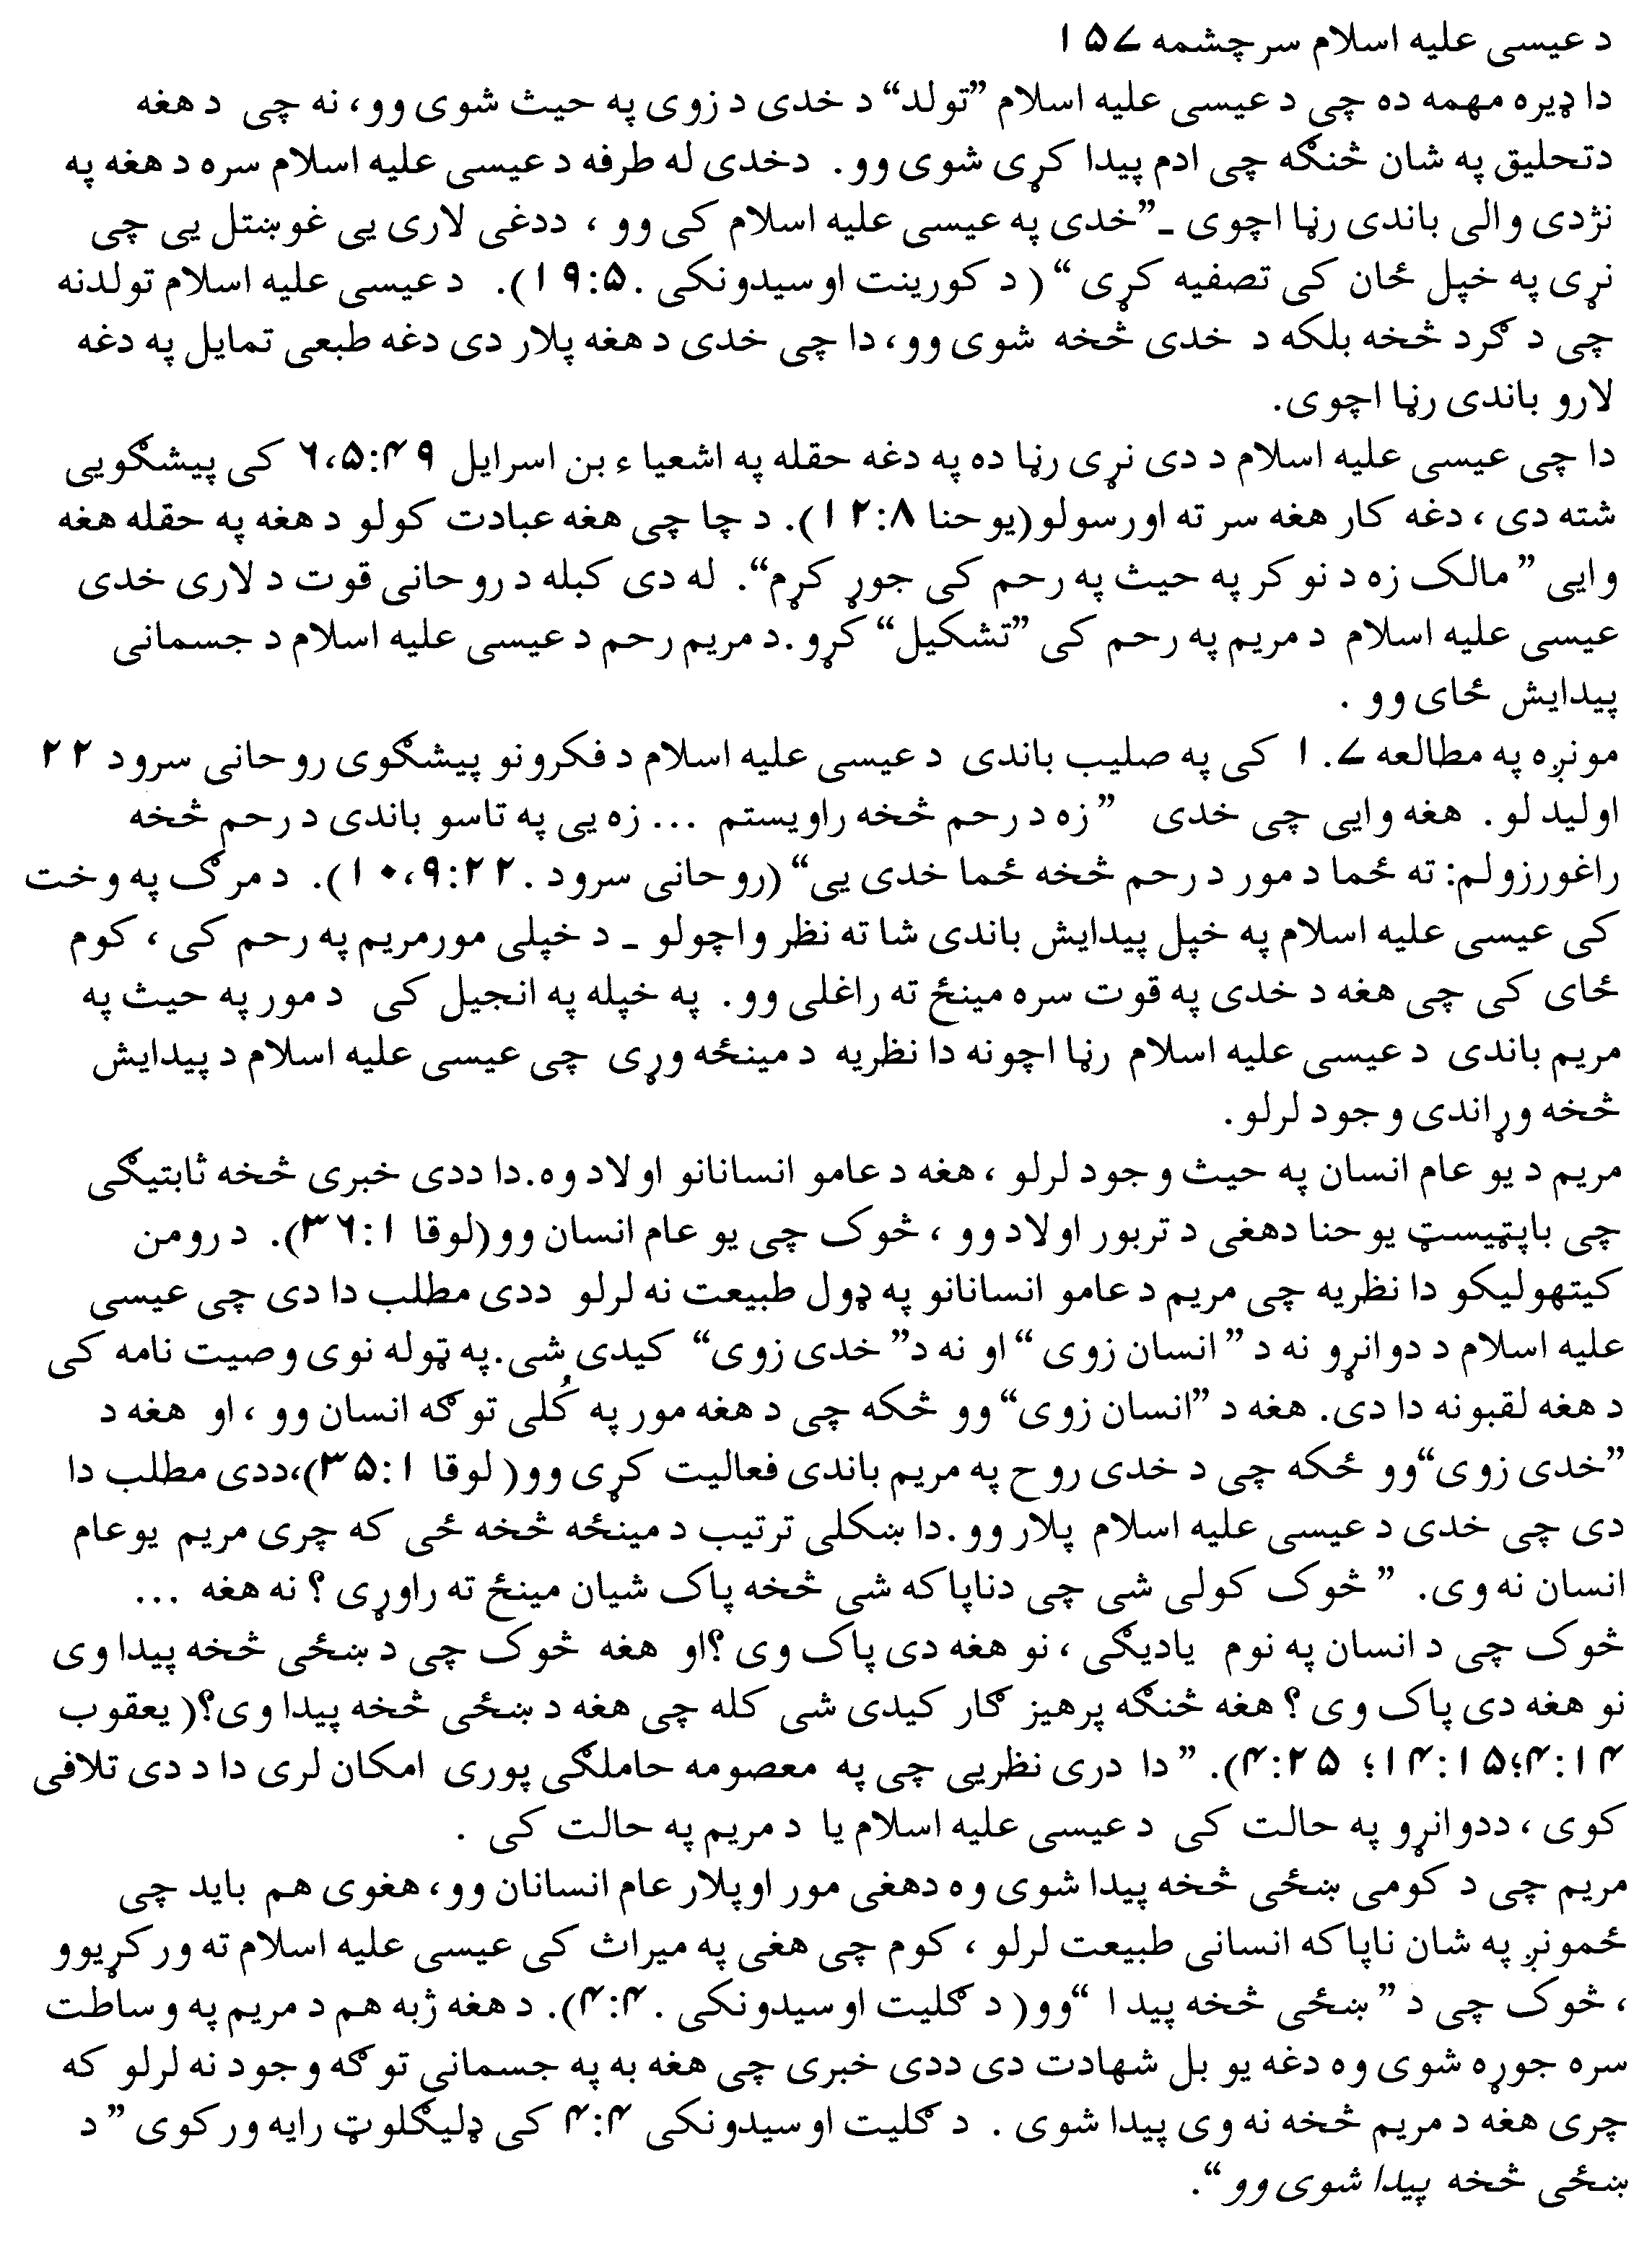 د عیسی علیه اسلام سرچشمه ۱۵۷
دا ډیره مهمه ده چی د عیسی علیه اسلام ”تولد“ د خدی د زوی په حیث شوی وو، نه چی د هغه
دتحلیق په شان څنګه چی ادم پیدا کړی شوی وو. دخدی له طرفه د عیسی علیه اسلام سره د هغه په
نژدی والی باندی رڼا اچوی ـ”خدی په عیسی علیه اسلام کی وو ، ددغی لاری یی غوښتل یی چی
نړی په خپل ځان کی تصفیه کړی“ (د کورینت اوسیدونکی .۱۹:۵). د عیسی علیه اسلام تولدنه
چی د ګرد څخه بلکه د خدی څخه شوی وو، دا چی خدی د هغه پلار دی دغه طبعی تمایل په دغه
لارو باندی رڼا اچوی.
دا چی عیسی علیه اسلام د دی نړی رڼا ده په دغه حقله په اشعیا ء بن اسرایل ۶،۵:۴۹ کی پیشګویی
شته دی ، دغه کار هغه سر ته اورسولو(یوحنا ۱۲:۸). د چا چی هغه عبادت کولو د هغه په حقله هغه
وایی ” مالک زه د نوکر په حیث په رحم کی جوړ کړم“. له دی کبله د روحانی قوت د لاری خدی
عیسی علیه اسلام د مریم په رحم کی ”تشکیل“ کړو.د مریم رحم د عیسی علیه اسلام د جسمانی
پیدایش ځای وو .
مونږه په مطالعه ۷. ۱ کی په صلیب باندی د عیسی علیه اسلام د فکرونو پیشګوی روحانی سرود ۲۲
اولیدلو. هغه وایی چی خدی ” زه د رحم څخه راویستم ... زه یی په تاسو باندی د رحم څخه
راغورزولم: ته ځما د مور د رحم څخه ځما خدی یی“ (روحانی سرود .۱۰،۹:۲۲). د مرګ په وخت
کی عیسی علیه اسلام په خپل پیدایش باندی شا ته نظر واچولو ـ د خپلی مورمریم په رحم کی ، کوم
ځای کی چی هغه د خدی په قوت سره مینځ ته راغلی وو. په خپله په انجیل کی د مور په حیث په
مریم باندی د عیسی علیه اسلام رڼا اچونه دا نظریه د مینځه وړی چی عیسی علیه اسلام د پیدایش
څخه وړاندی وجود لرلو.
مریم د یو عام انسان په حیث وجود لرلو ، هغه د عامو انسانانو اولاد وه.دا ددی خبری څخه ثابتیګی
چی باپټیسټ یوحنا دهغی د تربور اولاد وو ، څوک چی یو عام انسان وو(لوقا ۳۶:۱). د رومن
کیتهولیکو دا نظریه چی مریم د عامو انسانانو په ډول طبیعت نه لرلو ددی مطلب دا دی چی عیسی
علیه اسلام د دوانړو نه د ” انسان زوی “او نه د” خدی زوی“ کیدی شی.په ټوله نوی وصیت نامه کی
د هغه لقبونه دا دی. هغه د ”انسان زوی“ وو څکه چی د هغه مور په کُلی توګه انسان وو ، او هغه د
”خدی زوی“وو ځکه چی د خدی روح په مریم باندی فعالیت کړی وو( لوقا ۳۵:۱)،ددی مطلب دا
دی چی خدی د عیسی علیه اسلام پلار وو.دا ښکلی ترتیب د مینځه څخه ځی که چری مریم یوعام
انسان نه وی. ” څوک کولی شی چی دناپاکه شی څخه پاک شیان مینځ ته راوړی ؟ نه هغه ...
څوک چی د انسان په نوم یادیګی ، نو هغه دی پاک وی ؟او هغه څوک چی د ښځی څخه پیدا وی
نو هغه دی پاک وی ؟ هغه څنګه پرهیز ګار کیدی شی کله چی هغه د ښځی څخه پیدا وی؟( یعقوب
۴:۱۴؛۱۴:۱۵؛ ۴:۲۵). ” دا دری نظریی چی په معصومه حاملګی پوری امکان لری دا د دی تلافی
کوی ، ددوانړو په حالت کی د عیسی علیه اسلام یا د مریم په حالت کی .
مریم چی د کومی ښځی څخه پیدا شوی وه دهغی مور اوپلار عام انسانان وو، هغوی هم باید چی
ځمونږ په شان ناپاکه انسانی طبیعت لرلو ، کوم چی هغی په میراث کی عیسی علیه اسلام ته ورکړیوو
، څوک چی د ” ښځی څخه پیدا “وو( د ګلیت اوسیدونکی .۴:۴). د هغه ژبه هم د مریم په وساطت
سره جوړه شوی وه دغه یو بل شهادت دی ددی خبری چی هغه به په جسمانی توګه وجود نه لرلو که
چری هغه د مریم څخه نه وی پیدا شوی . د ګلیت اوسیدونکی ۴:۴ کی ډلیګلوټ رایه ورکوی ” د
ښځی څخه پیدا شوی وو “.